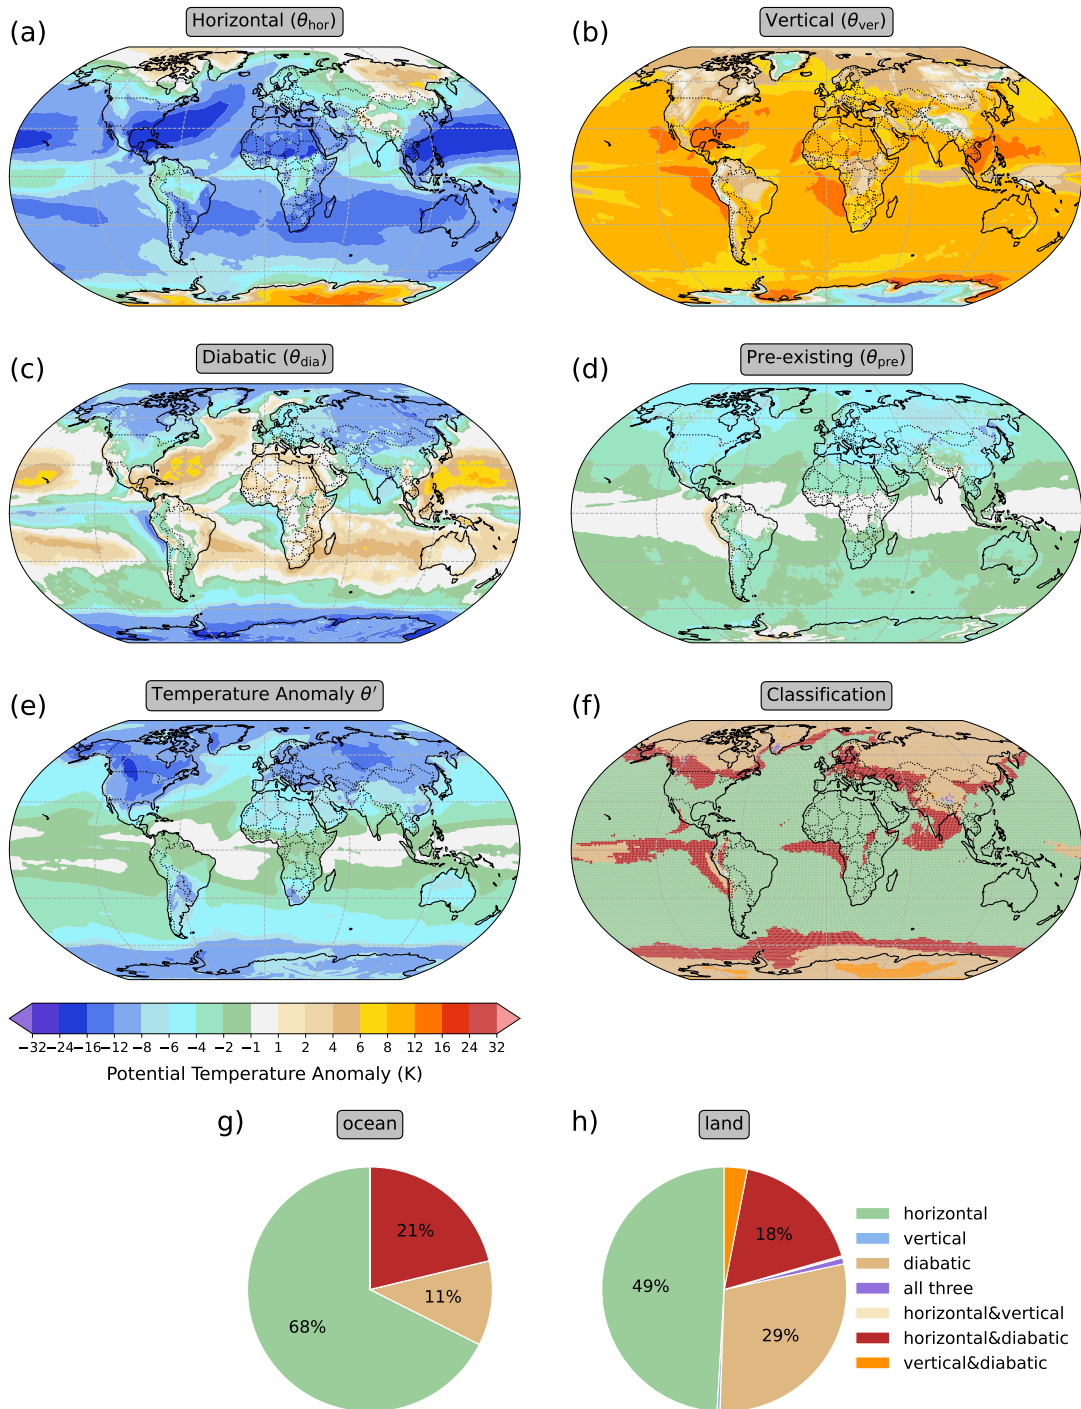 (a) Horizontal (θhor)
(b) Vertical (θver)
(c) Diabatic (θdia)
(d) Pre-existing (θpre)
(e) Temperature Anomaly θ′
(f) Classification
−32 −24 −16 −12 −8 −6 −4 −2 −1 1 2 4 6 8 12 16 24 32
Potential Temperature Anomaly (K)
g) ocean
21%
11%
68%
h) land
18%
49%
29%
horizontal
vertical
diabatic
all three
horizontal&vertical
horizontal&diabatic
vertical&diabatic